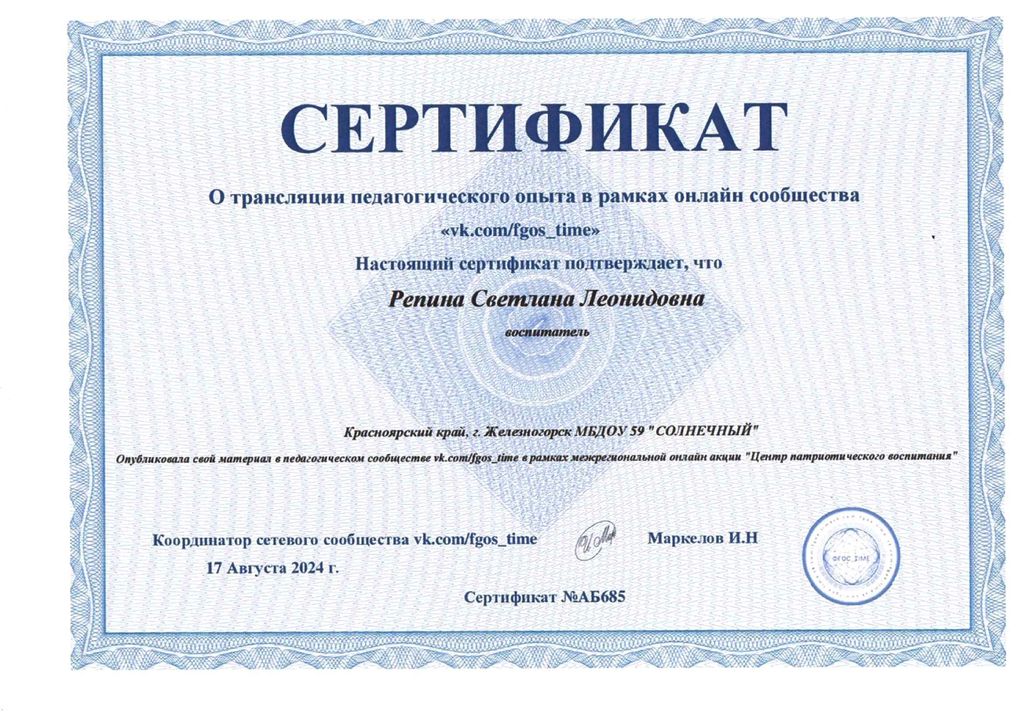 СЕРТИФИКАТ
О трансляции педагогического опыта в рамках онлайн сообщества
«vk.com/fgos_time»
Настоящий сертификат подтверждает, что
Репина Светлана Леонидовна
воспитатель
Красноярский край, г. Железногорск МБДОУ 59 "СОЛНЕЧНЫЙ"
Опубликовала свой материал в педагогическом сообществе vk.com/fgos_time в рамках межрегиональной онлайн акции "Центр патриотического воспитания"
Координатор сетевого сообщества vk.com/fgos_time
Маркелов И.Н
17 Августа 2024 г.
ФГОС_TIME
Сертификат №АБ685